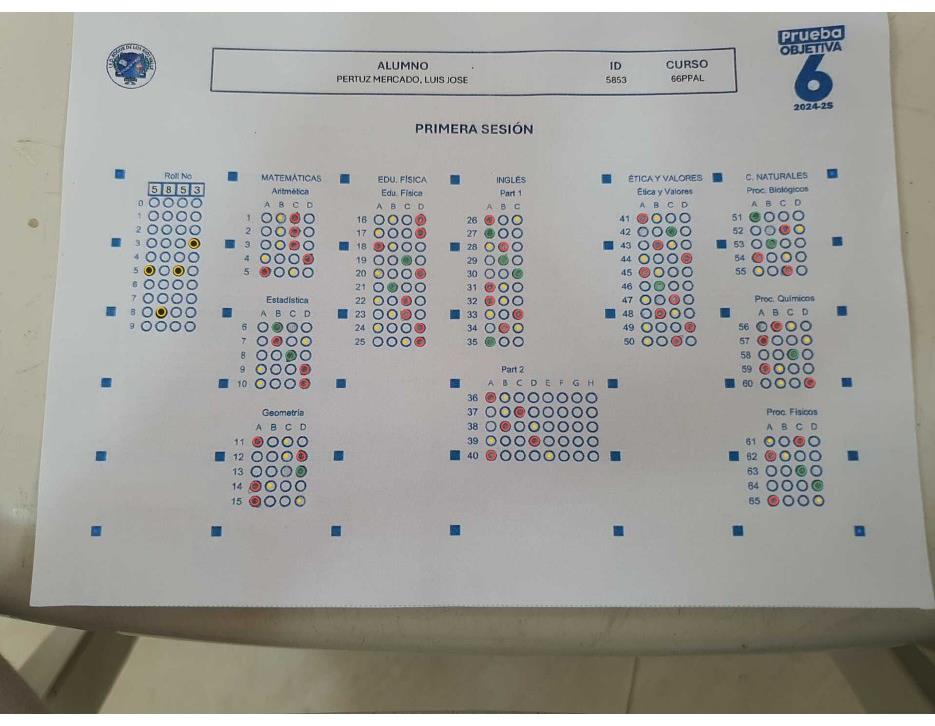 Prueba
OBJETIVA
6
2024-25
ALUMNO ID CURSO
PERTUZ MERCADO, LUIS JOSE 5853 66PPAL
PRIMERA SESIÓN
Roll No
5 8 5 3
0
1
2
3
4
5
6
7
8
9
MATEMÁTICAS
Aritmética
A B C D
1
2
3
4
5
Estadística
A B C D
6
7
8
9
10
Geometría
A B C D
11
12
13
14
15
EDU. FÍSICA
Edu. Física
A B C D
16
17
18
19
20
21
22
23
24
25
INGLÉS
Part 1
A B C
26
27
28
29
30
31
32
33
34
35
Part 2
A B C D E F G H
36
37
38
39
40
ÉTICA Y VALORES
Ética y Valores
A B C D
41
42
43
44
45
46
47
48
49
50
C. NATURALES
Proc. Biológicos
A B C D
51
52
53
54
55
Proc. Químicos
A B C D
56
57
58
59
60
Proc. Físicos
A B C D
61
62
63
64
65